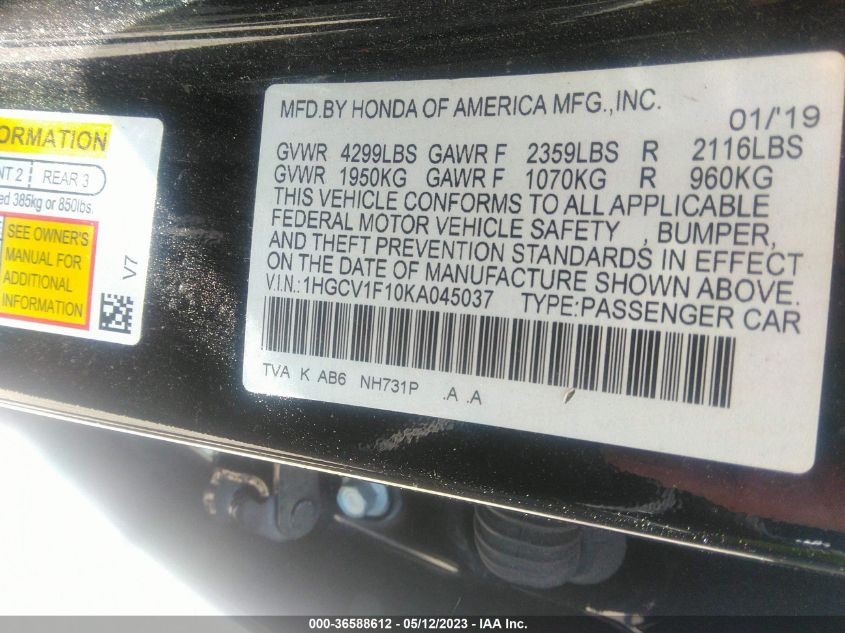 ORMATION
NT 2 REAR 3
ed 385kg or 850lbs.
SEE OWNER'S
MANUAL FOR
ADDITIONAL
INFORMATION
V7
MFD.BY HONDA OF AMERICA MFG.,INC.
01/'19
GVWR 4299LBS GAWR F 2359LBS R 2116LBS
GVWR 1950KG GAWR F 1070KG R 960KG
THIS VEHICLE CONFORMS TO ALL APPLICABLE
FEDERAL MOTOR VEHICLE SAFETY , BUMPER,
AND THEFT PREVENTION STANDARDS IN EFFECT
ON THE DATE OF MANUFACTURE SHOWN ABOVE.
V.I.N.:1HGCV1F10KA045037 TYPE:PASSENGER CAR
TVA K AB6 NH731P .A .A
000-36588612 - 05/12/2023 - IAA Inc.